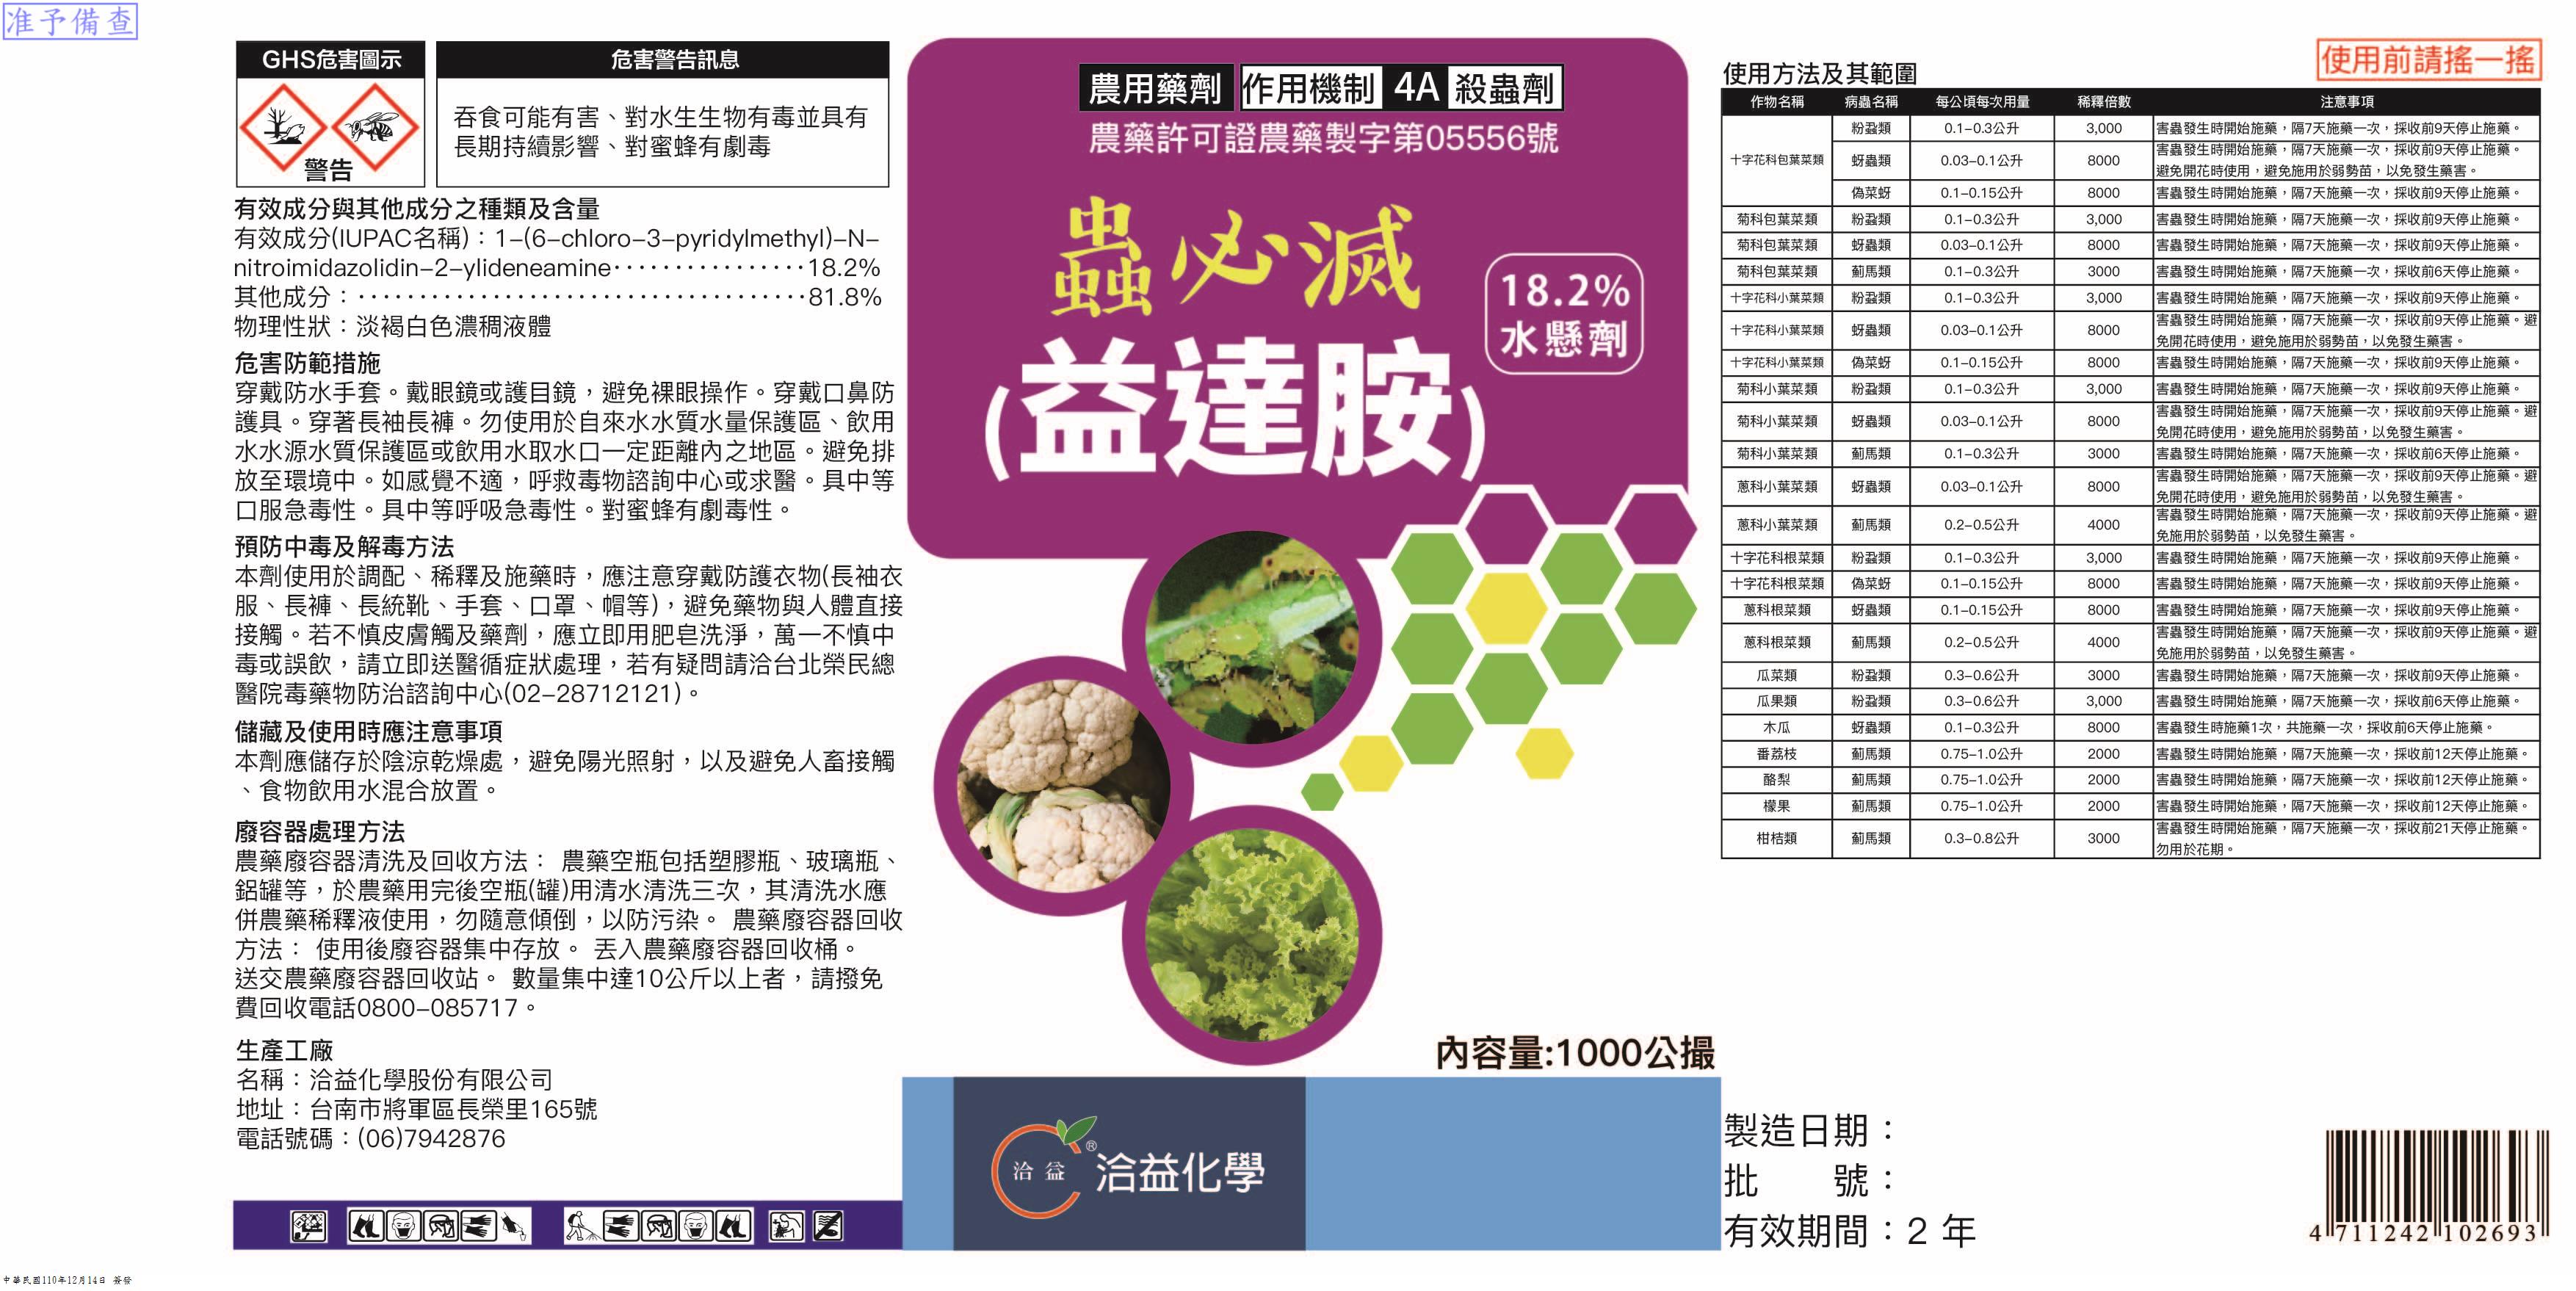 准予備查
GHS危害圖示
警告
危害警告訊息
吞食可能有害、對水生生物有毒並具有
長期持續影響、對蜜蜂有劇毒
有效成分與其他成分之種類及含量
有效成分(IUPAC名稱)：1-(6-chloro-3-pyridylmethyl)-N-
nitroimidazolidin-2-ylideneamine················18.2%
其他成分：·····································81.8%
物理性狀：淡褐白色濃稠液體
危害防範措施
穿戴防水手套。戴眼鏡或護目鏡，避免裸眼操作。穿戴口鼻防
護具。穿著長袖長褲。勿使用於自來水水質水量保護區、飲用
水水源水質保護區或飲用水取水口一定距離內之地區。避免排
放至環境中。如感覺不適，呼救毒物諮詢中心或求醫。具中等
口服急毒性。具中等呼吸急毒性。對蜜蜂有劇毒性。
預防中毒及解毒方法
本劑使用於調配、稀釋及施藥時，應注意穿戴防護衣物(長袖衣
服、長褲、長統靴、手套、口罩、帽等)，避免藥物與人體直接
接觸。若不慎皮膚觸及藥劑，應立即用肥皂洗淨，萬一不慎中
毒或誤飲，請立即送醫循症狀處理，若有疑問請洽台北榮民總
醫院毒藥物防治諮詢中心(02-28712121)。
儲藏及使用時應注意事項
本劑應儲存於陰涼乾燥處，避免陽光照射，以及避免人畜接觸
、食物飲用水混合放置。
廢容器處理方法
農藥廢容器清洗及回收方法： 農藥空瓶包括塑膠瓶、玻璃瓶、
鋁罐等，於農藥用完後空瓶(罐)用清水清洗三次，其清洗水應
併農藥稀釋液使用，勿隨意傾倒，以防污染。 農藥廢容器回收
方法： 使用後廢容器集中存放。 丟入農藥廢容器回收桶。
送交農藥廢容器回收站。 數量集中達10公斤以上者，請撥免
費回收電話0800-085717。
生產工廠
名稱：洽益化學股份有限公司
地址：台南市將軍區長榮里165號
電話號碼：(06)7942876
中華民國110年12月14日 簽發
農用藥劑 作用機制 4A 殺蟲劑
農藥許可證農藥製字第05556號
蟲必滅
18.2%
水懸劑
(益達胺)
內容量:1000公撮
洽益
®
洽益化學
使用前請搖一搖
使用方法及其範圍
作物名稱 病蟲名稱 每公頃每次用量 稀釋倍數 注意事項
十字花科包葉菜類 粉蝨類 0.1-0.3公升 3,000 害蟲發生時開始施藥，隔7天施藥一次，採收前9天停止施藥。
蚜蟲類 0.03-0.1公升 8000 害蟲發生時開始施藥，隔7天施藥一次，採收前9天停止施藥。
避免開花時使用，避免施用於弱勢苗，以免發生藥害。
偽菜蚜 0.1-0.15公升 8000 害蟲發生時開始施藥，隔7天施藥一次，採收前9天停止施藥。
菊科包葉菜類 粉蝨類 0.1-0.3公升 3,000 害蟲發生時開始施藥，隔7天施藥一次，採收前9天停止施藥。
菊科包葉菜類 蚜蟲類 0.03-0.1公升 8000 害蟲發生時開始施藥，隔7天施藥一次，採收前9天停止施藥。
菊科包葉菜類 薊馬類 0.1-0.3公升 3000 害蟲發生時開始施藥，隔7天施藥一次，採收前6天停止施藥。
十字花科小葉菜類 粉蝨類 0.1-0.3公升 3,000 害蟲發生時開始施藥，隔7天施藥一次，採收前9天停止施藥。
十字花科小葉菜類 蚜蟲類 0.03-0.1公升 8000 害蟲發生時開始施藥，隔7天施藥一次，採收前9天停止施藥。避
免開花時使用，避免施用於弱勢苗，以免發生藥害。
十字花科小葉菜類 偽菜蚜 0.1-0.15公升 8000 害蟲發生時開始施藥，隔7天施藥一次，採收前9天停止施藥。
菊科小葉菜類 粉蝨類 0.1-0.3公升 3,000 害蟲發生時開始施藥，隔7天施藥一次，採收前9天停止施藥。
菊科小葉菜類 蚜蟲類 0.03-0.1公升 8000 害蟲發生時開始施藥，隔7天施藥一次，採收前9天停止施藥。避
免開花時使用，避免施用於弱勢苗，以免發生藥害。
菊科小葉菜類 薊馬類 0.1-0.3公升 3000 害蟲發生時開始施藥，隔7天施藥一次，採收前6天停止施藥。
蔥科小葉菜類 蚜蟲類 0.03-0.1公升 8000 害蟲發生時開始施藥，隔7天施藥一次，採收前9天停止施藥。避
免開花時使用，避免施用於弱勢苗，以免發生藥害。
蔥科小葉菜類 薊馬類 0.2-0.5公升 4000 害蟲發生時開始施藥，隔7天施藥一次，採收前9天停止施藥。避
免施用於弱勢苗，以免發生藥害。
十字花科根菜類 粉蝨類 0.1-0.3公升 3,000 害蟲發生時開始施藥，隔7天施藥一次，採收前9天停止施藥。
十字花科根菜類 偽菜蚜 0.1-0.15公升 8000 害蟲發生時開始施藥，隔7天施藥一次，採收前9天停止施藥。
蔥科根菜類 蚜蟲類 0.1-0.15公升 8000 害蟲發生時開始施藥，隔7天施藥一次，採收前9天停止施藥。
蔥科根菜類 薊馬類 0.2-0.5公升 4000 害蟲發生時開始施藥，隔7天施藥一次，採收前9天停止施藥。避
免施用於弱勢苗，以免發生藥害。
瓜菜類 粉蝨類 0.3-0.6公升 3000 害蟲發生時開始施藥，隔7天施藥一次，採收前9天停止施藥。
瓜果類 粉蝨類 0.3-0.6公升 3,000 害蟲發生時開始施藥，隔7天施藥一次，採收前6天停止施藥。
木瓜 蚜蟲類 0.1-0.3公升 8000 害蟲發生時施藥1次，共施藥一次，採收前6天停止施藥。
番荔枝 薊馬類 0.75-1.0公升 2000 害蟲發生時開始施藥，隔7天施藥一次，採收前12天停止施藥。
酪梨 薊馬類 0.75-1.0公升 2000 害蟲發生時開始施藥，隔7天施藥一次，採收前12天停止施藥。
檬果 薊馬類 0.75-1.0公升 2000 害蟲發生時開始施藥，隔7天施藥一次，採收前12天停止施藥。
柑桔類 薊馬類 0.3-0.8公升 3000 害蟲發生時開始施藥，隔7天施藥一次，採收前21天停止施藥。
勿用於花期。
製造日期：
批 號：
有效期間：2 年
4 711242 102693